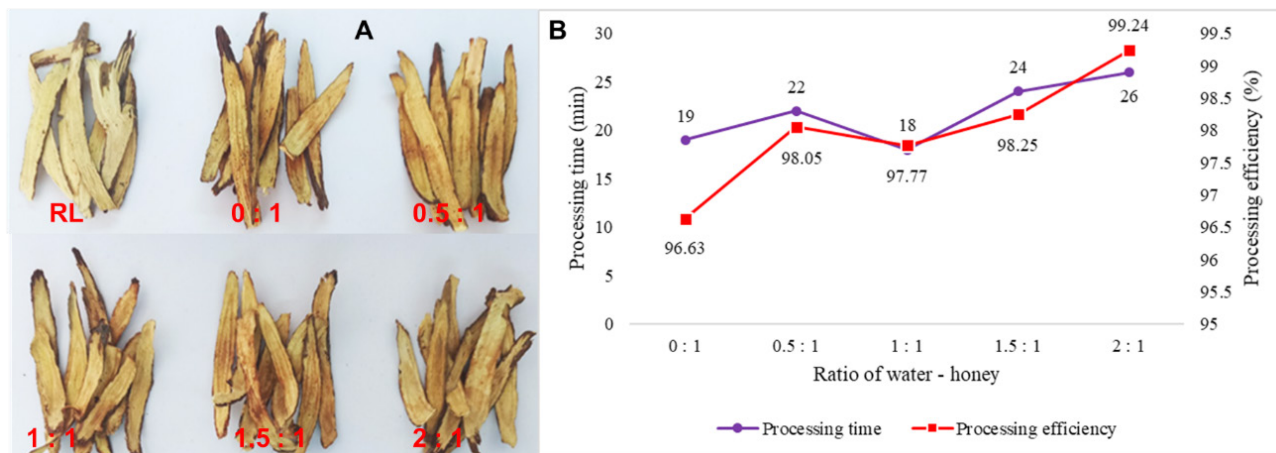 A
RL
0 : 1
0.5 : 1
1 : 1
1.5 : 1
2 : 1
B
Processing time (min)
30
25
20
15
10
5
0
19
22
18
24
26
96.63
98.05
97.77
98.25
99.24
99.5
99
98.5
98
97.5
97
96.5
96
95.5
95
Processing efficiency (%)
0 : 1
0.5 : 1
1 : 1
1.5 : 1
2 : 1
Ratio of water - honey
Processing time
Processing efficiency